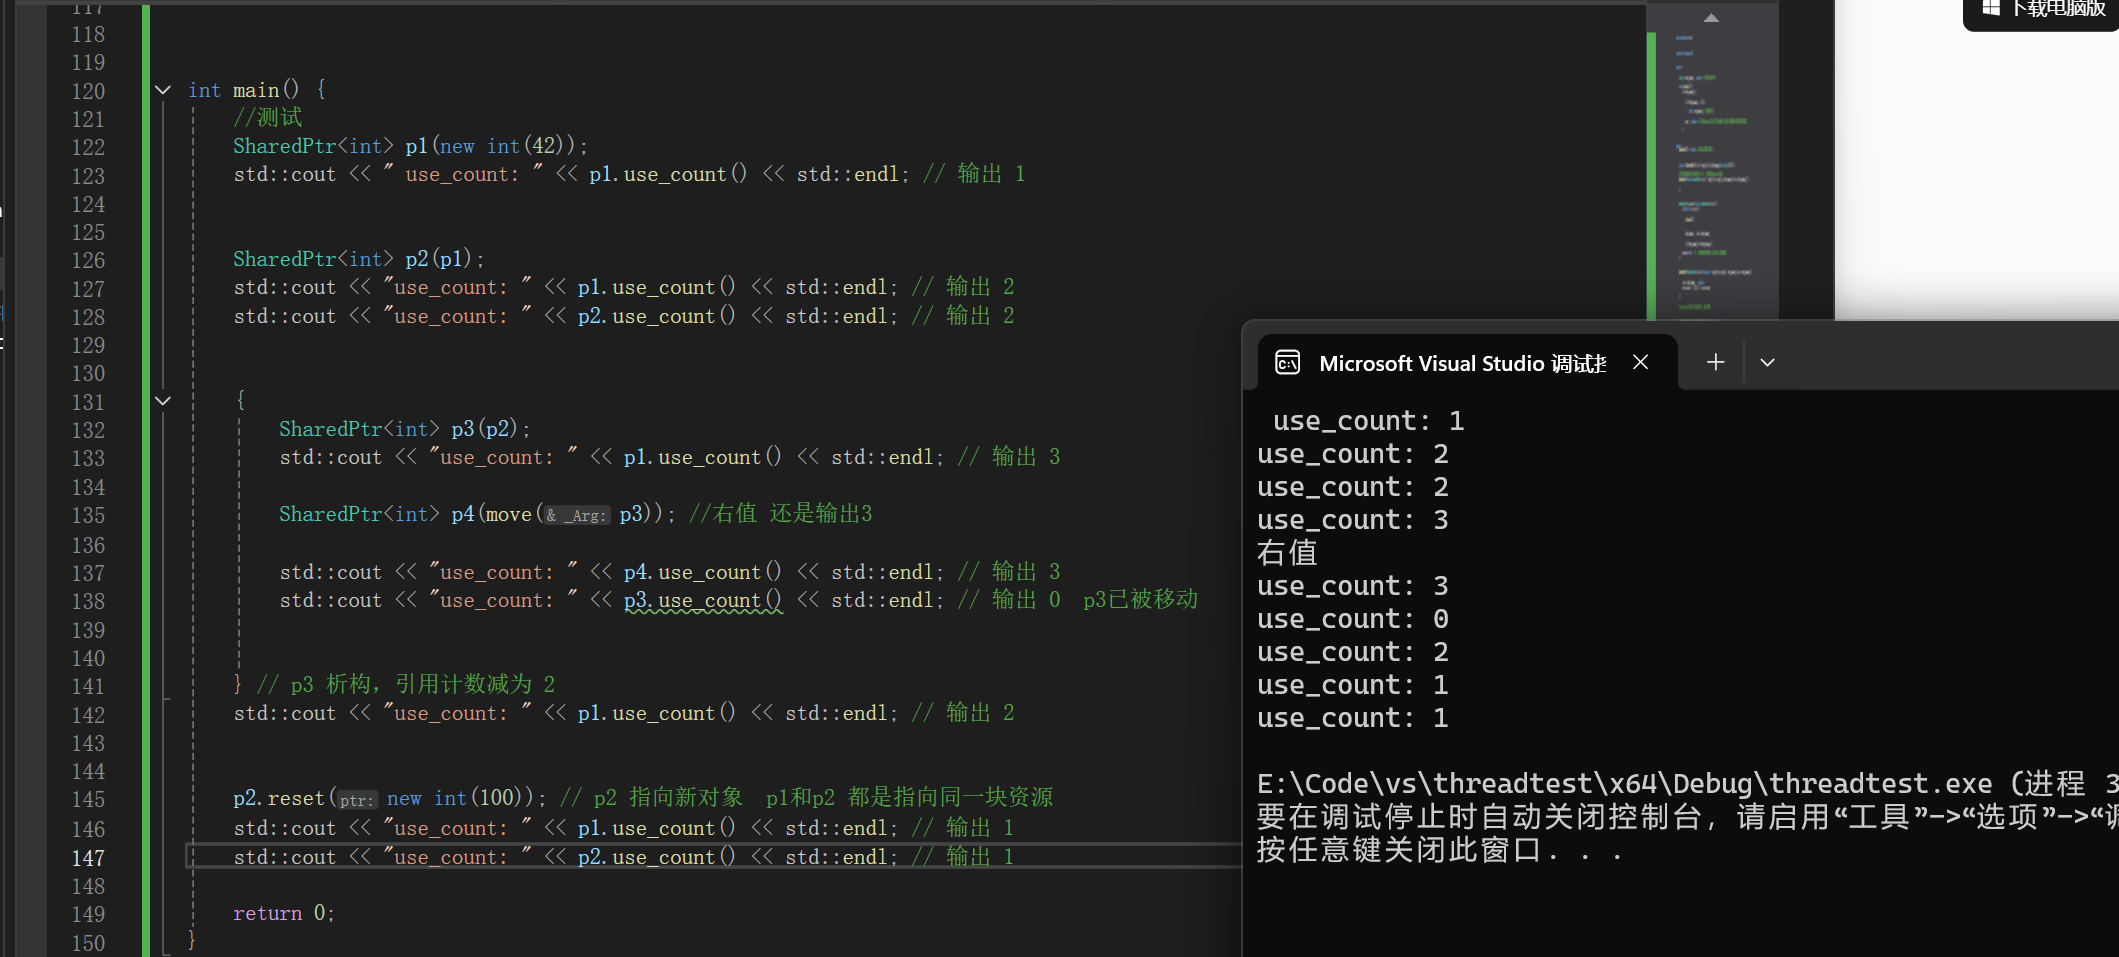 下载电脑版
117
118
119
120 int main() {
121 //测试
122 SharedPtr<int> p1(new int(42));
123 std::cout << " use_count: " << p1.use_count() << std::endl; // 输出 1
124
125
126 SharedPtr<int> p2(p1);
127 std::cout << "use_count: " << p1.use_count() << std::endl; // 输出 2
128 std::cout << "use_count: " << p2.use_count() << std::endl; // 输出 2
129
130
131 {
132 SharedPtr<int> p3(p2);
133 std::cout << "use_count: " << p1.use_count() << std::endl; // 输出 3
134
135 SharedPtr<int> p4(move(& _Arg: p3)); //右值 还是输出3
136
137 std::cout << "use_count: " << p4.use_count() << std::endl; // 输出 3
138 std::cout << "use_count: " << p3.use_count() << std::endl; // 输出 0 p3已被移动
139
140
141 } // p3 析构，引用计数减为 2
142 std::cout << "use_count: " << p1.use_count() << std::endl; // 输出 2
143
144
145 p2.reset(ptr: new int(100)); // p2 指向新对象 p1和p2 都是指向同一块资源
146 std::cout << "use_count: " << p1.use_count() << std::endl; // 输出 1
147 std::cout << "use_count: " << p2.use_count() << std::endl; // 输出 1
148
149 return 0;
150 }
Microsoft Visual Studio 调试
use_count: 1
use_count: 2
use_count: 2
use_count: 3
右值
use_count: 3
use_count: 0
use_count: 2
use_count: 1
use_count: 1
E:\Code\vs\threadtest\x64\Debug\threadtest.exe (进程 3
要在调试停止时自动关闭控制台，请启用“工具”->“选项”->“
按任意键关闭此窗口. . .